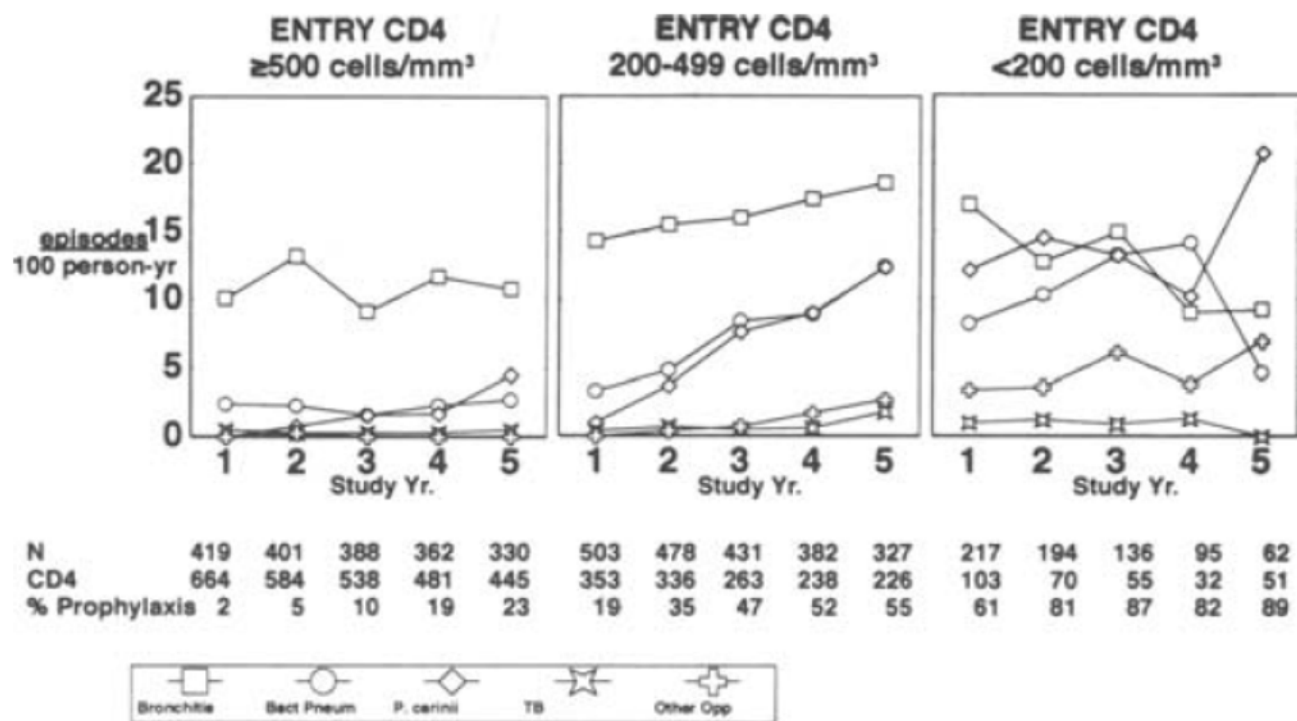 ENTRY CD4
≥500 cells/mm³
ENTRY CD4
200-499 cells/mm³
ENTRY CD4
<200 cells/mm³
25
20
15
10
5
0
episodes
100 person-yr
1 2 3 4 5
Study Yr.
1 2 3 4 5
Study Yr.
1 2 3 4 5
Study Yr.
N 419 401 388 362 330 503 478 431 382 327 217 194 136 95 62
CD4 664 584 538 481 445 353 336 263 238 226 103 70 55 32 51
% Prophylaxis 2 5 10 19 23 19 35 47 52 55 61 81 87 82 89
Bronchitis Bact Pneum P. carinii TB Other Opp